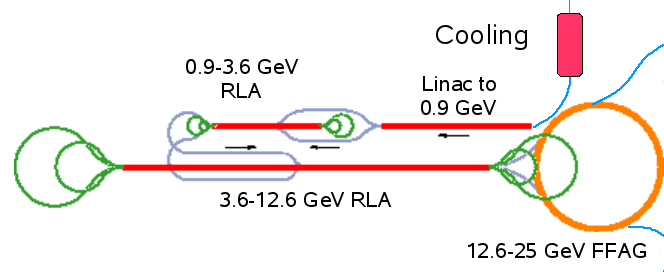 Cooling
0.9-3.6 GeV
RLA
Linac to
0.9 GeV
3.6-12.6 GeV RLA
12.6-25 GeV FFAG